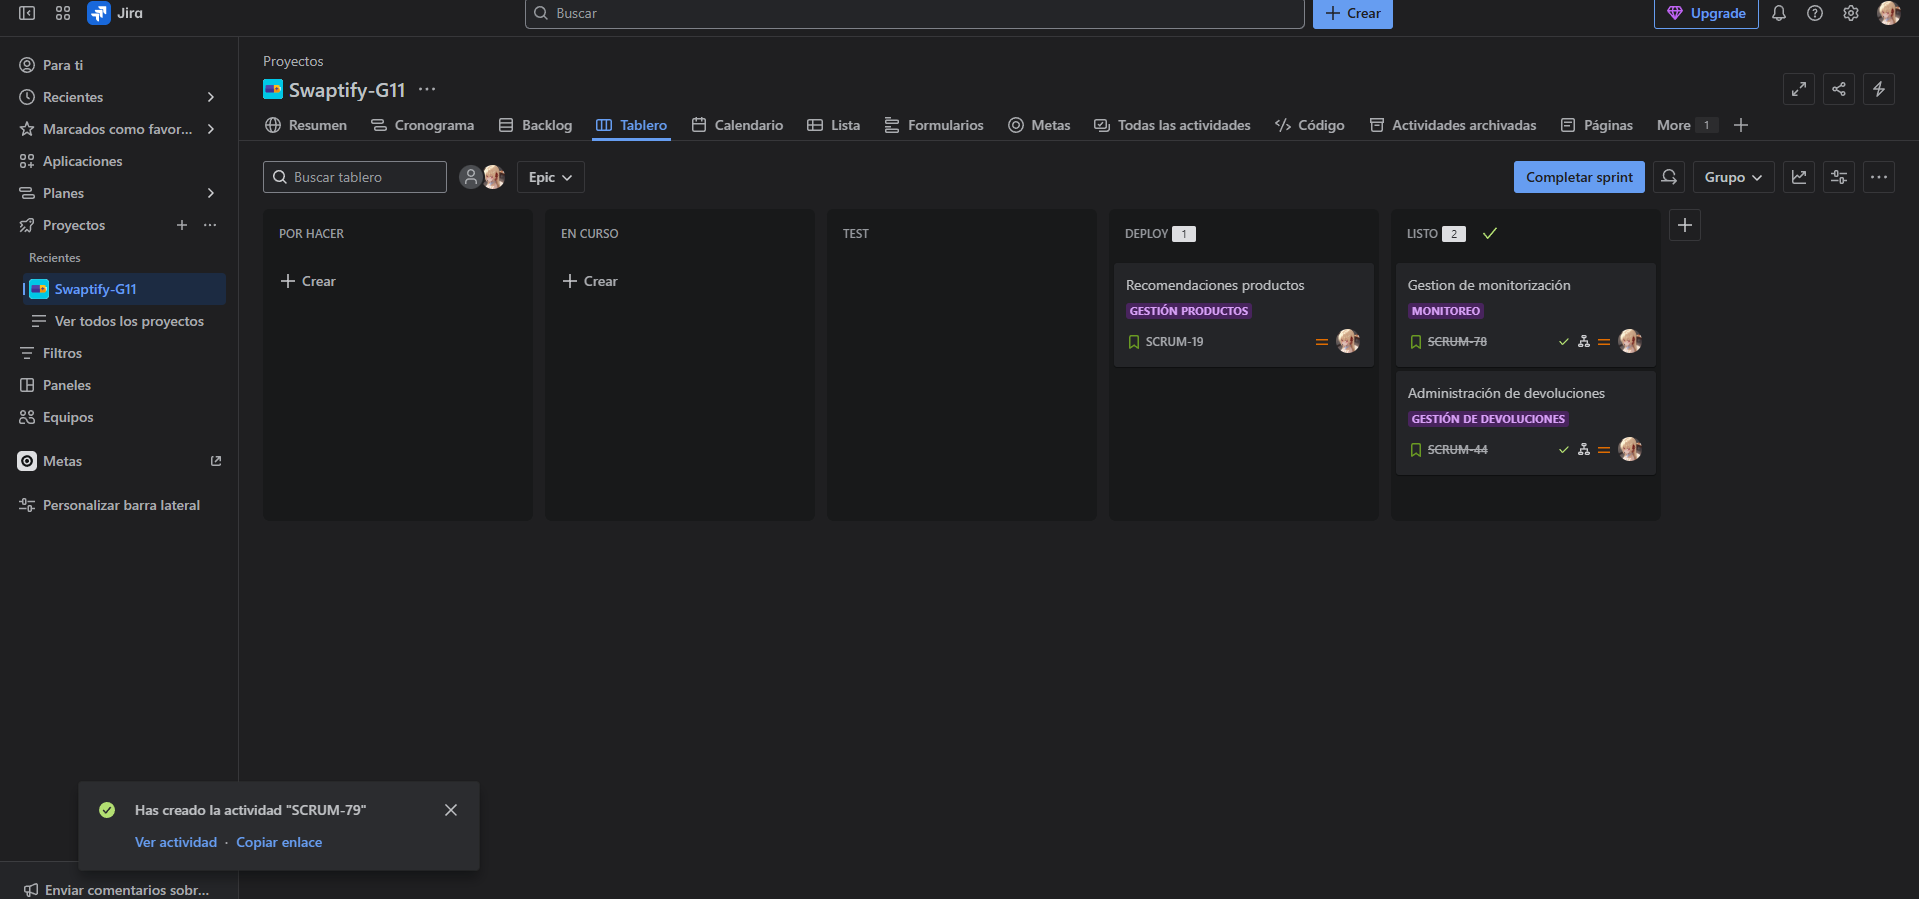 Jira
Buscar
Crear
Upgrade
Para ti
Recientes
Marcados como favor...
Aplicaciones
Planes
Proyectos
Recientes
Swaptify-G11
Ver todos los proyectos
Filtros
Paneles
Equipos
Metas
Personalizar barra lateral
Enviar comentarios sobr...
Proyectos
Swaptify-G11
Resumen
Cronograma
Backlog
Tablero
Calendario
Lista
Formularios
Metas
Todas las actividades
Código
Actividades archivadas
Páginas
More 1
Buscar tablero
Epic
Completar sprint
Grupo
POR HACER
Crear
EN CURSO
Crear
TEST
DEPLOY 1
Recomendaciones productos
GESTIÓN PRODUCTOS
SCRUM-19
LISTO 2
Gestion de monitorización
MONITOREO
SCRUM-78
Administración de devoluciones
GESTIÓN DE DEVOLUCIONES
SCRUM-44
Has creado la actividad "SCRUM-79"
Ver actividad · Copiar enlace